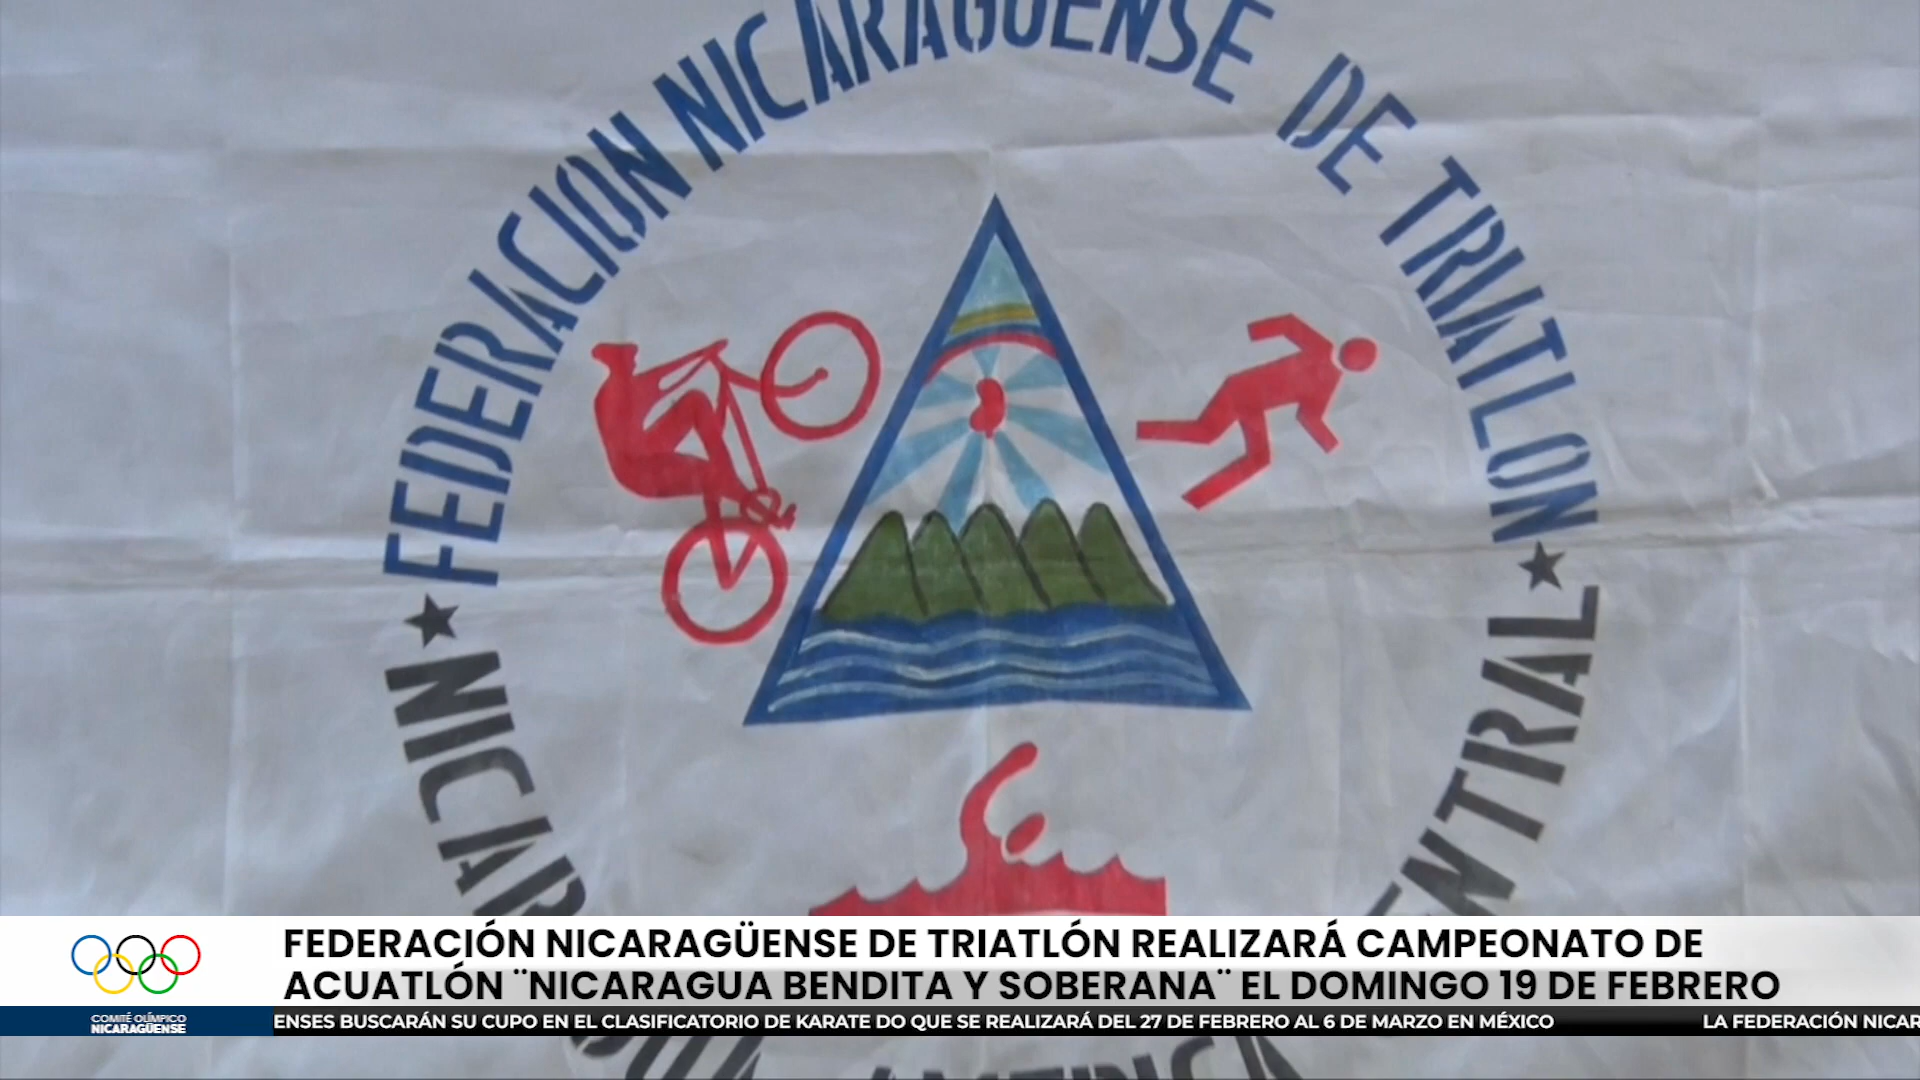 FEDERACION NICARAGÜENSE DE TRIATLON
FEDERACIÓN NICARAGÜENSE DE TRIATLÓN REALIZARÁ CAMPEONATO DE
ACUATLÓN ¨NICARAGUA BENDITA Y SOBERANA¨ EL DOMINGO 19 DE FEBRERO
COMITÉ OLÍMPICO
NICARAGÜENSE
ENSES BUSCARÁN SU CUPO EN EL CLASIFICATORIO DE KARATE DO QUE SE REALIZARÁ DEL 27 DE FEBRERO AL 6 DE MARZO EN MÉXICO LA FEDERACIÓN NICAR